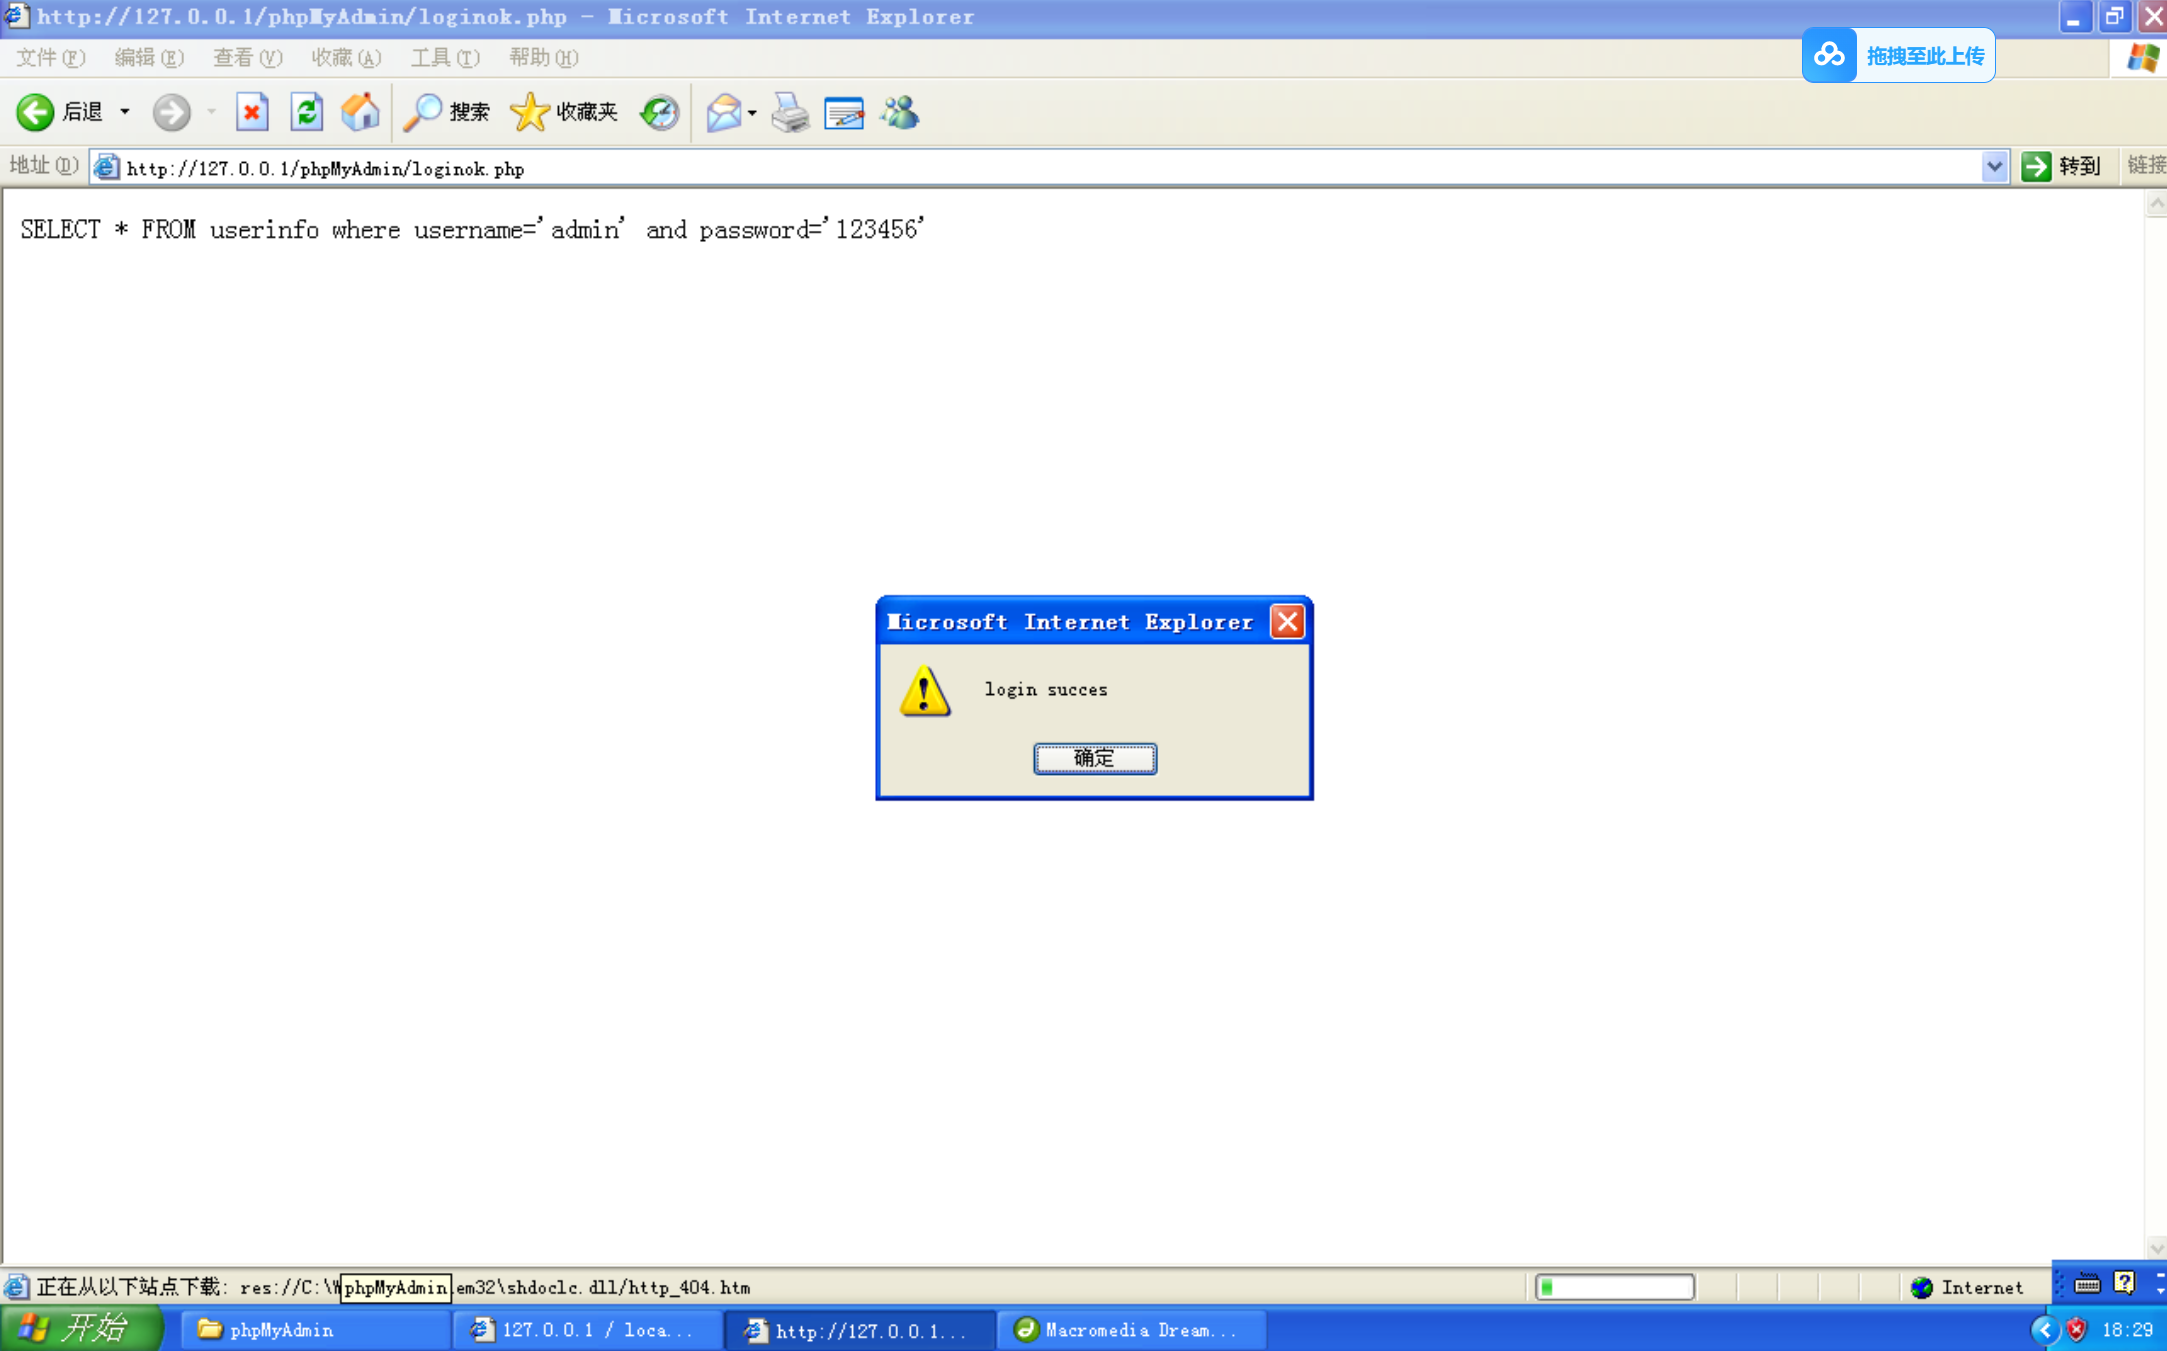 http://127.0.0.1/phpMyAdmin/loginok.php - Microsoft Internet Explorer
文件(F) 编辑(E) 查看(V) 收藏(A) 工具(T) 帮助(H)
拖拽至此上传
后退 搜索 收藏夹
地址(D) http://127.0.0.1/phpMyAdmin/loginok.php 转到 链接
SELECT * FROM userinfo where username='admin' and password='123456'
Microsoft Internet Explorer
login succes
确定
正在从以下站点下载: res://C:\W phpMyAdmin em32\shdoclc.dll/http_404.htm Internet
开始 phpMyAdmin 127.0.0.1 / loca... http://127.0.0.1... Macromedia Dream... 18:29